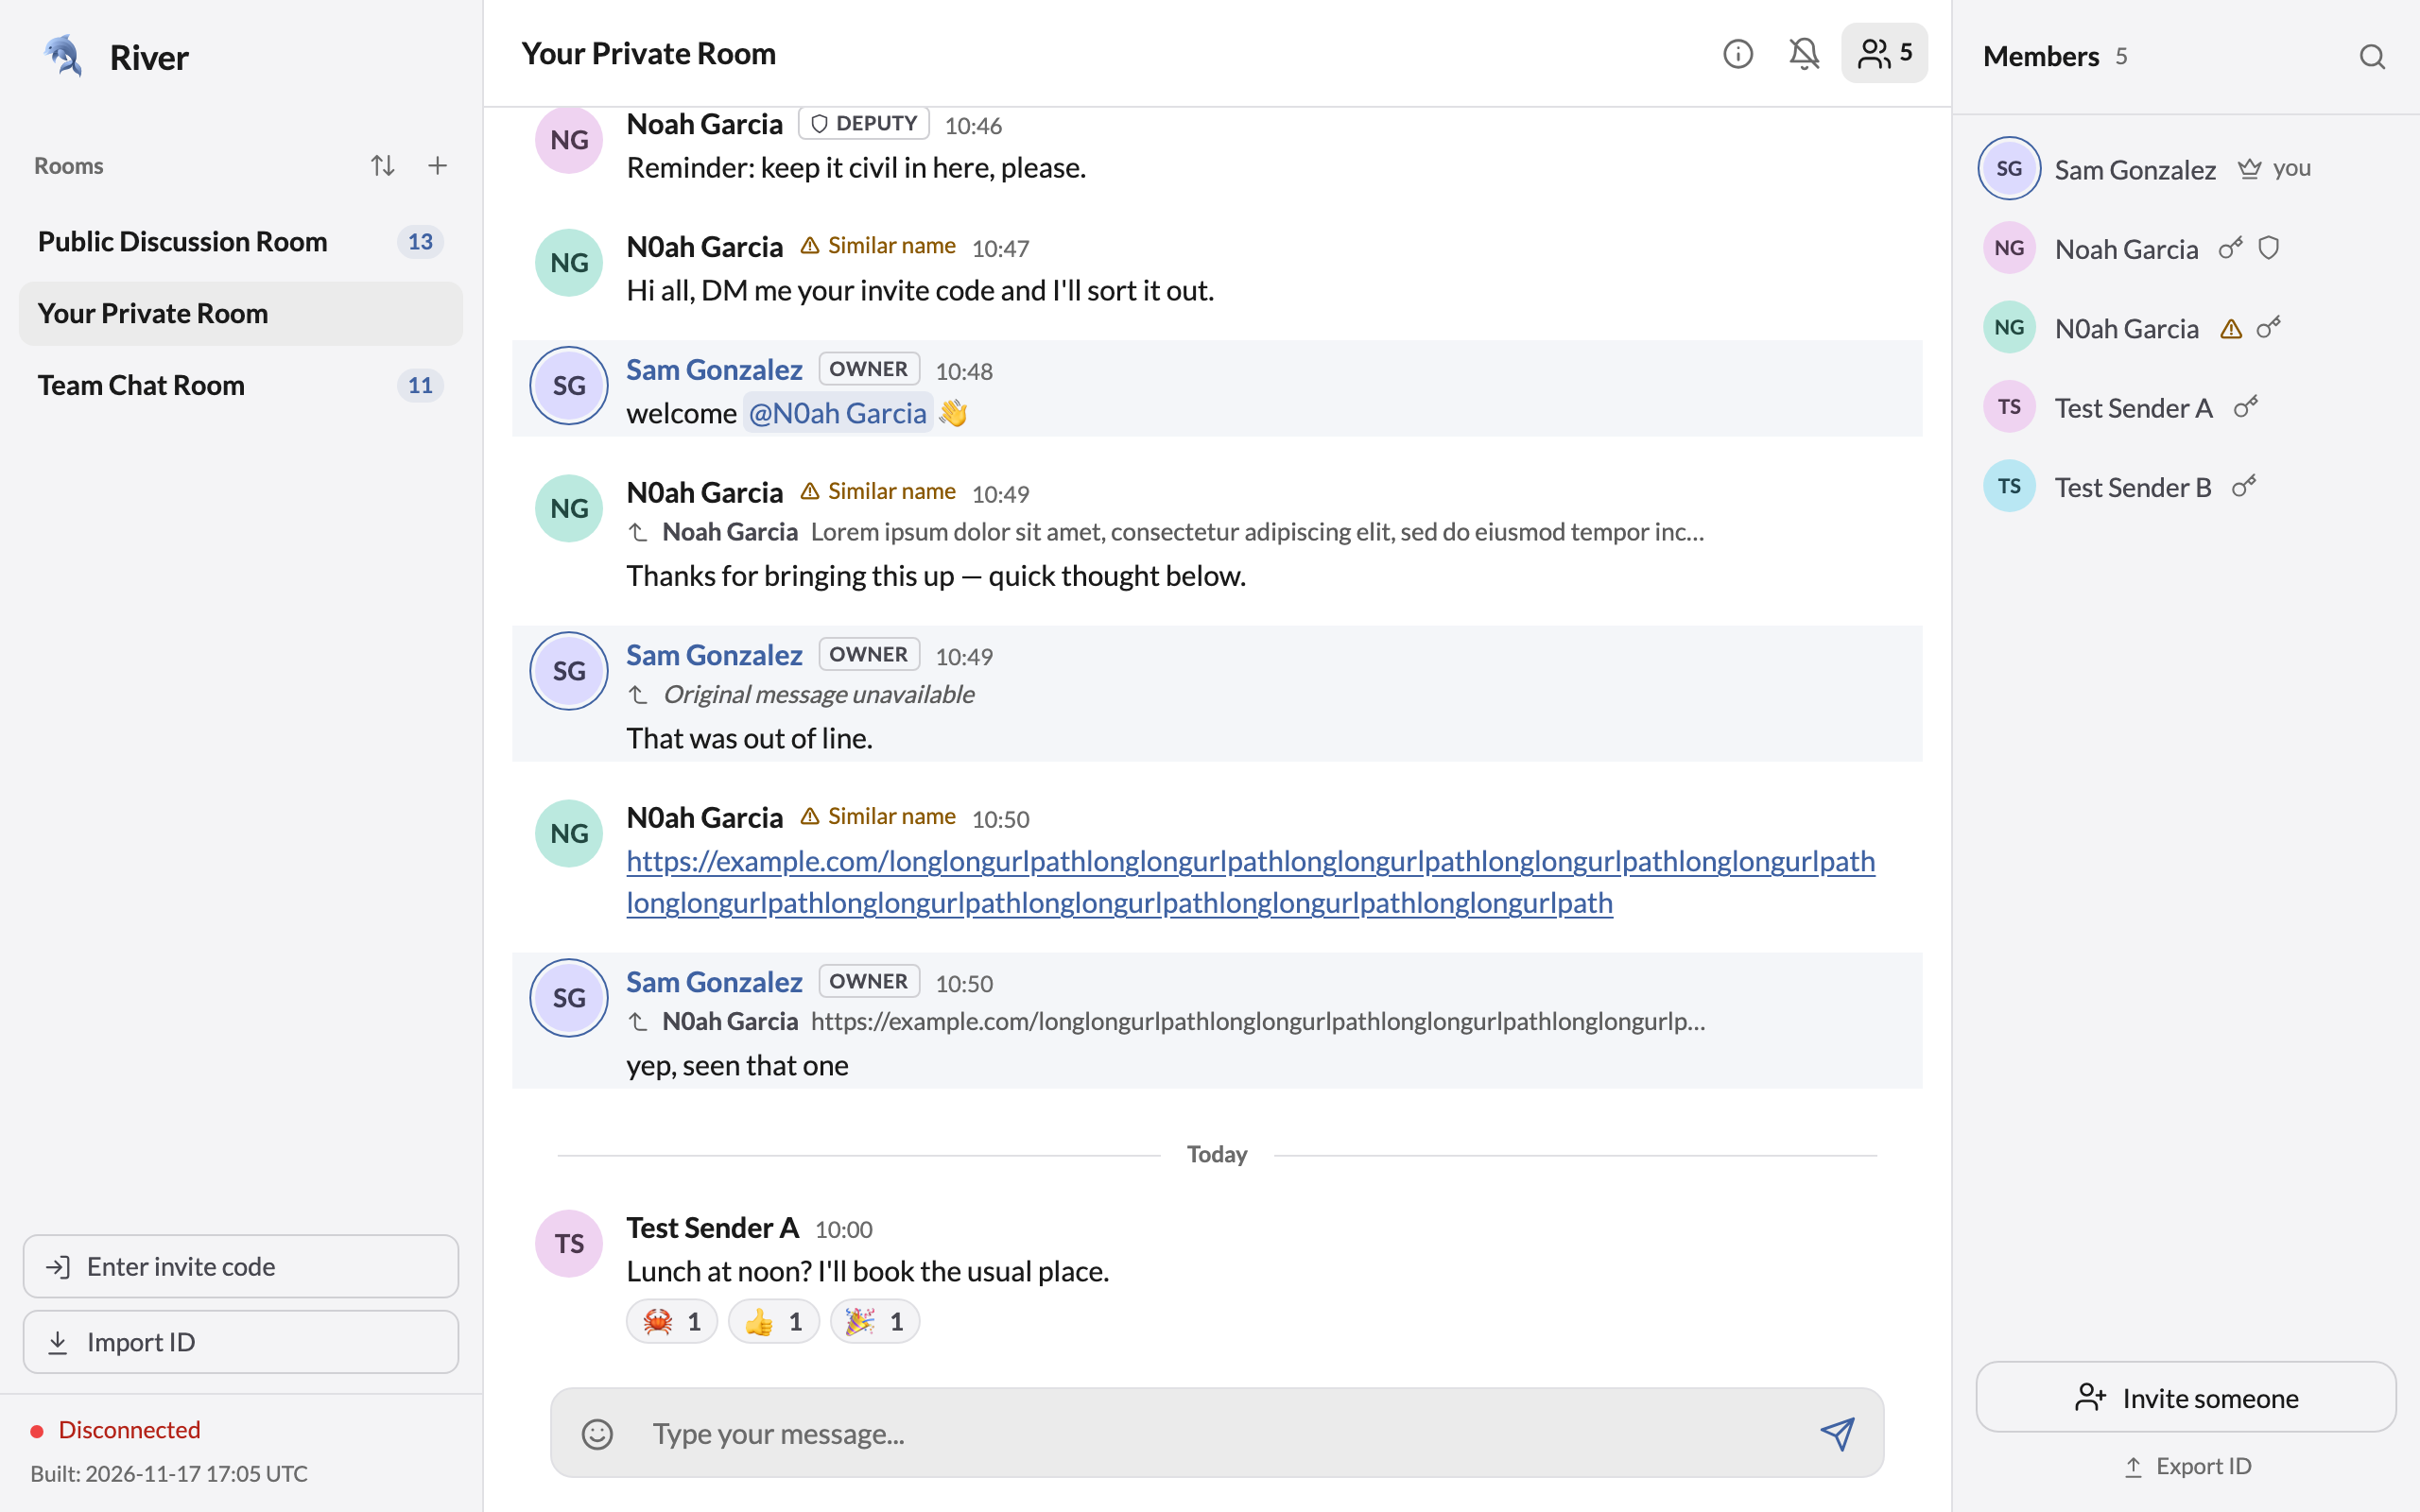 River
Rooms
Public Discussion Room 13
Your Private Room
Team Chat Room 11
Enter invite code
Import ID
Disconnected
Built: 2026-11-17 17:05 UTC
Your Private Room
5
NG Noah Garcia DEPUTY 10:46
Reminder: keep it civil in here, please.
NG N0ah Garcia Similar name 10:47
Hi all, DM me your invite code and I'll sort it out.
SG Sam Gonzalez OWNER 10:48
welcome @N0ah Garcia 👋
NG N0ah Garcia Similar name 10:49
Noah Garcia Lorem ipsum dolor sit amet, consectetur adipiscing elit, sed do eiusmod tempor inc...
Thanks for bringing this up — quick thought below.
SG Sam Gonzalez OWNER 10:49
Original message unavailable
That was out of line.
NG N0ah Garcia Similar name 10:50
https://example.com/longlongurlpathlonglongurlpathlonglongurlpathlonglongurlpathlonglongurlpath
longlongurlpathlonglongurlpathlonglongurlpathlonglongurlpathlonglongurlpath
SG Sam Gonzalez OWNER 10:50
N0ah Garcia https://example.com/longlongurlpathlonglongurlpathlonglongurlpathlonglongurlp...
yep, seen that one
Today
TS Test Sender A 10:00
Lunch at noon? I'll book the usual place.
🦀 1 👍 1 🎉 1
Type your message...
Members 5
SG Sam Gonzalez you
NG Noah Garcia
NG N0ah Garcia
TS Test Sender A
TS Test Sender B
Invite someone
Export ID